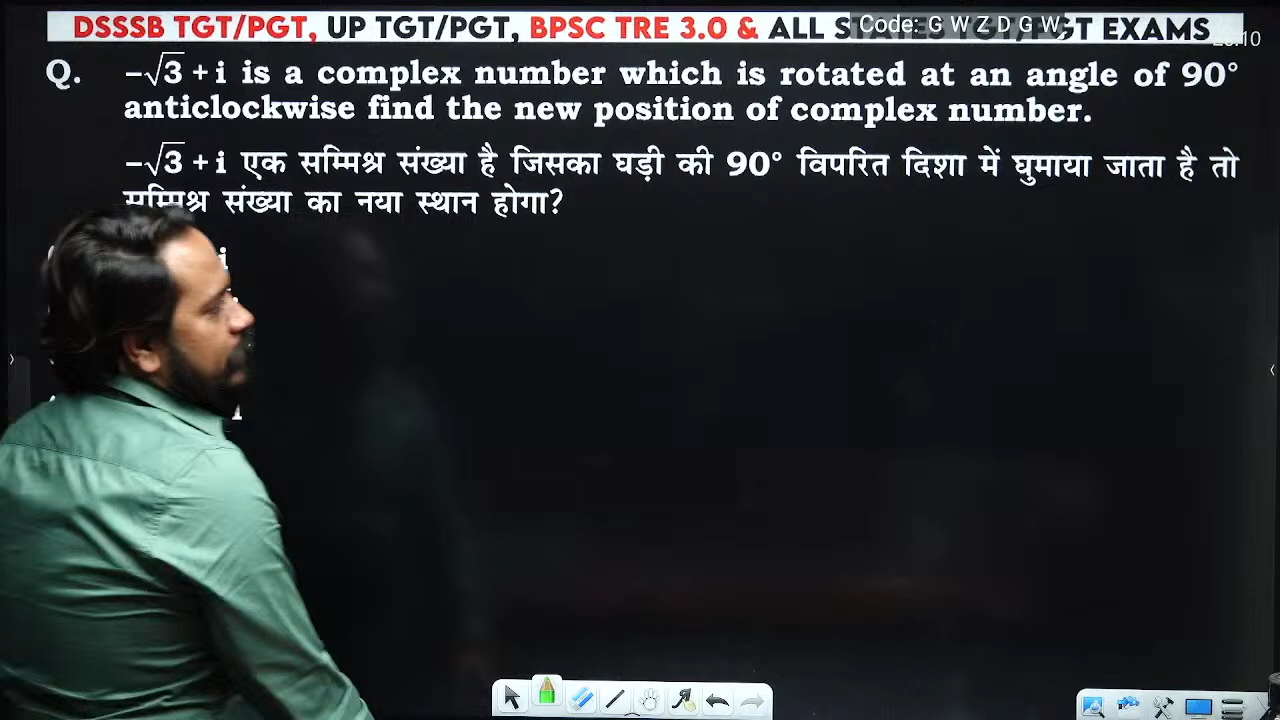 DSSSB TGT/PGT, UP TGT/PGT, BPSC TRE 3.0 & ALL EXAMS
Code: G W Z D G W
Q. −√3 + i is a complex number which is rotated at an angle of 90°
anticlockwise find the new position of complex number.
−√3 + i एक सम्मिश्र संख्या है जिसका घड़ी की 90° विपरित दिशा में घुमाया जाता है तो
सम्मिश्र संख्या का नया स्थान होगा?
i